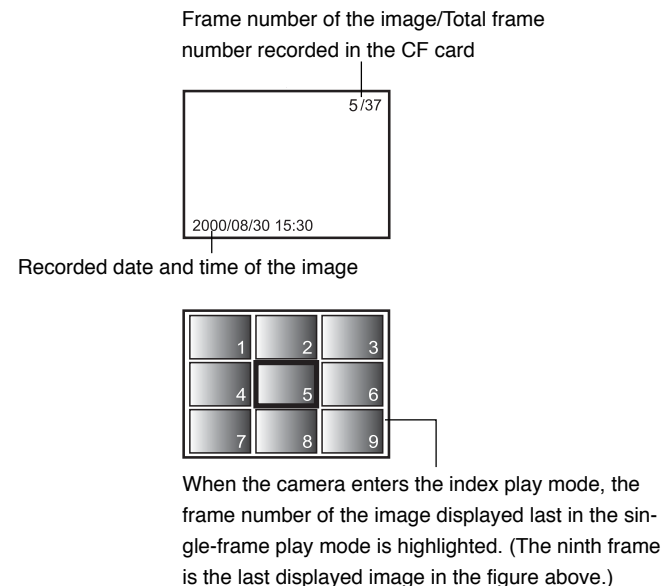 Frame number of the image/Total frame
number recorded in the CF card
5/37
2000/08/30 15:30
Recorded date and time of the image
1 2 3
4 5 6
7 8 9
When the camera enters the index play mode, the
frame number of the image displayed last in the sin-
gle-frame play mode is highlighted. (The ninth frame
is the last displayed image in the figure above.)